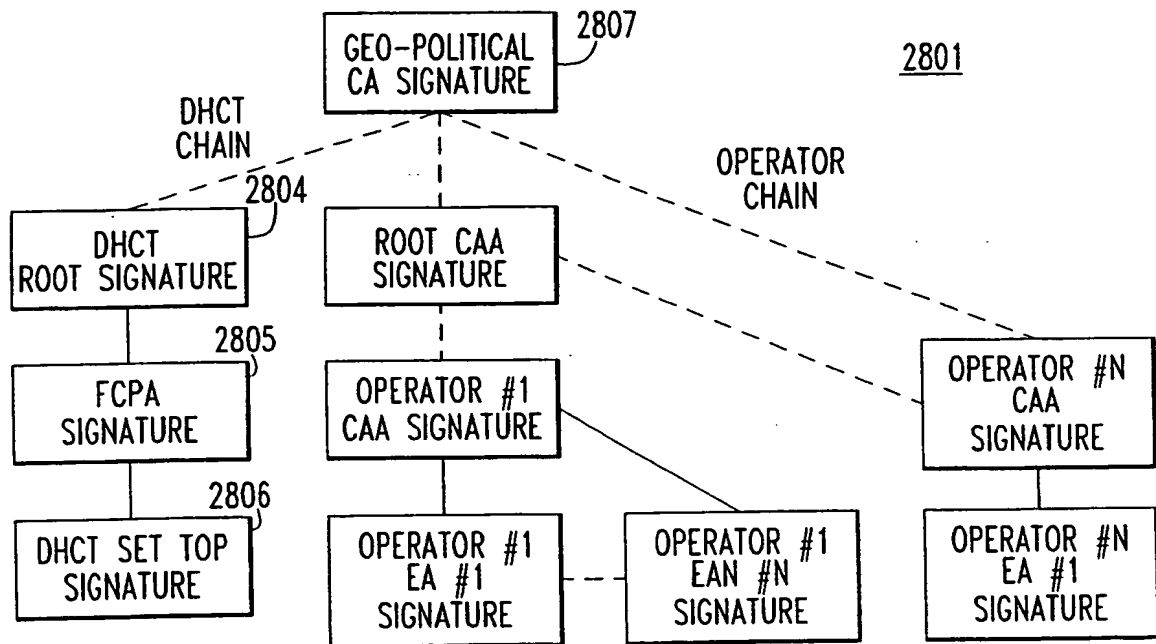 GEO-POLITICAL
CA SIGNATURE
2807
2801
DHCT
CHAIN
OPERATOR
CHAIN
2804
DHCT
ROOT SIGNATURE
ROOT CAA
SIGNATURE
2805
FCPA
SIGNATURE
OPERATOR #1
CAA SIGNATURE
OPERATOR #N
CAA
SIGNATURE
2806
DHCT SET TOP
SIGNATURE
OPERATOR #1
EA #1
SIGNATURE
OPERATOR #1
EAN #N
SIGNATURE
OPERATOR #N
EA #1
SIGNATURE